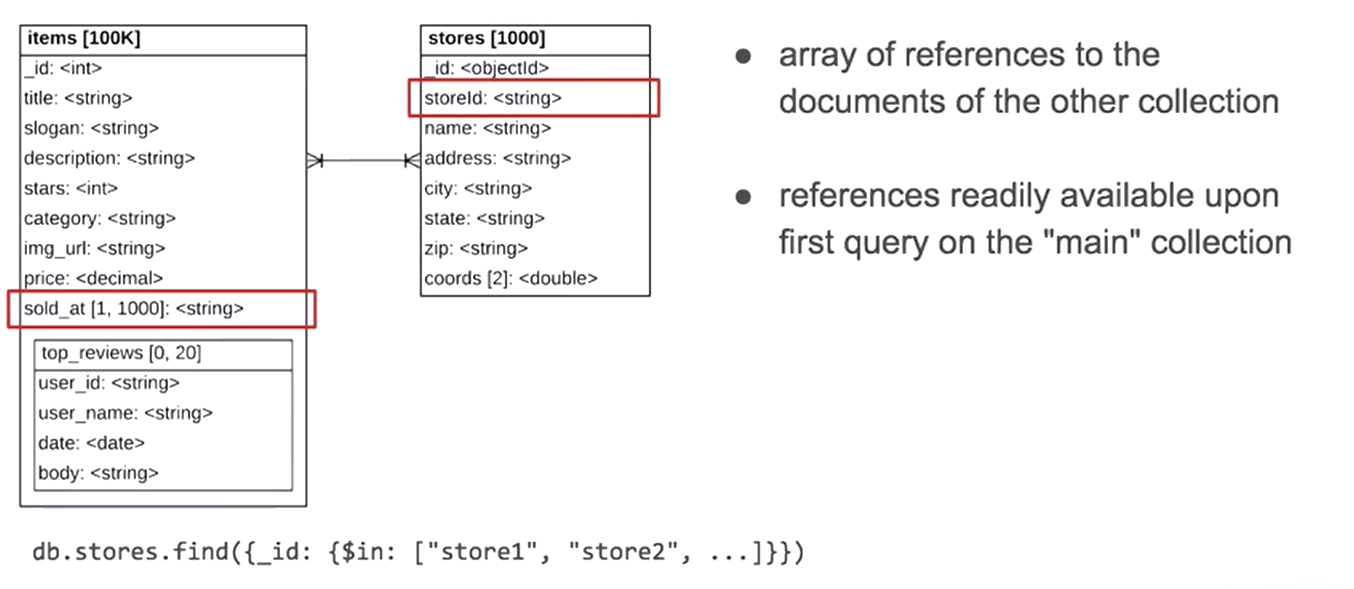 items [100K]
_id: <int>
title: <string>
slogan: <string>
description: <string>
stars: <int>
category: <string>
img_url: <string>
price: <decimal>
sold_at [1, 1000]: <string>
top_reviews [0, 20]
user_id: <string>
user_name: <string>
date: <date>
body: <string>
stores [1000]
_id: <objectId>
storeId: <string>
name: <string>
address: <string>
city: <string>
state: <string>
zip: <string>
coords [2]: <double>
● array of references to the
documents of the other collection
● references readily available upon
first query on the "main" collection
db.stores.find({_id: {$in: ["store1", "store2", ...]}})